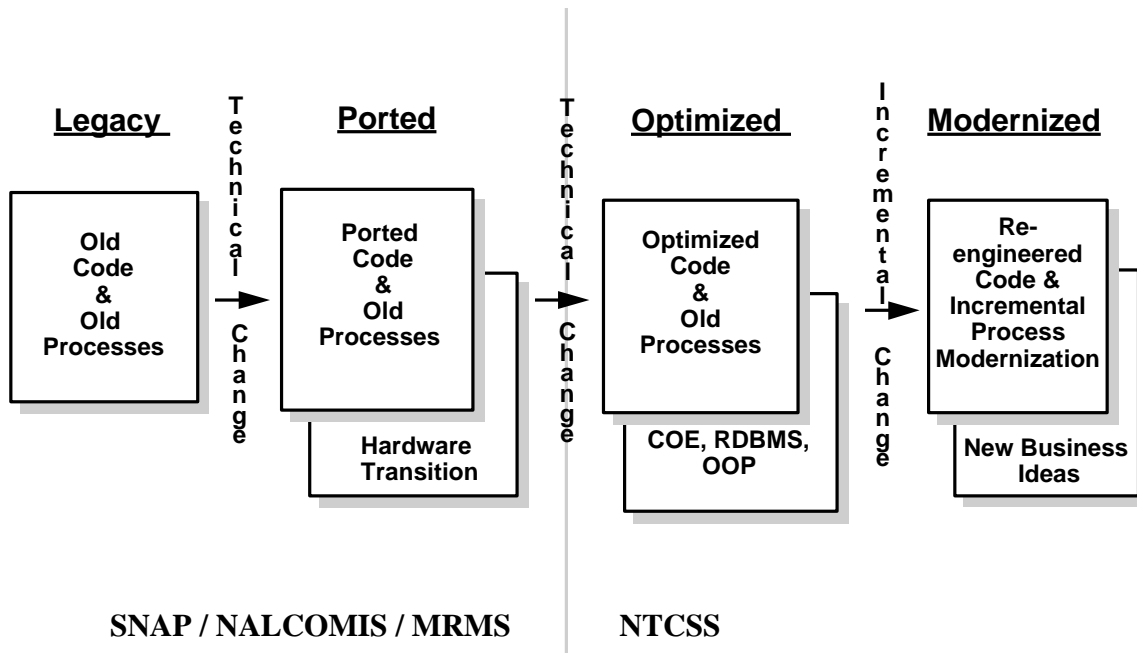 Legacy
Technical Change
Ported
Technical Change
Optimized
Incremental Change
Modernized
Old
Code
&
Old
Processes
Ported
Code
&
Old
Processes
Hardware
Transition
Optimized
Code
&
Old
Processes
COE, RDBMS,
OOP
Re-
engineered
Code &
Incremental
Process
Modernization
New Business
Ideas
SNAP / NALCOMIS / MRMS
NTCSS